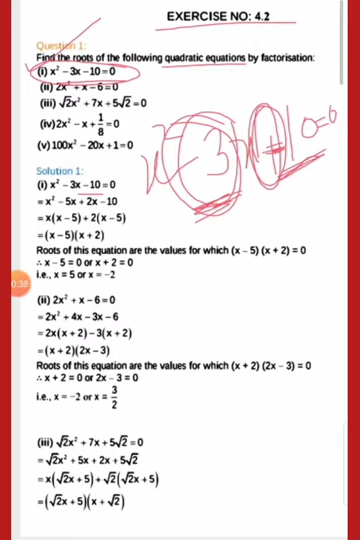 EXERCISE NO: 4.2
Question 1:
Find the roots of the following quadratic equations by factorisation:
(i) x² – 3x – 10 = 0
(ii) 2x² + x – 6 = 0
(iii) √2x² + 7x + 5√2 = 0
(iv) 2x² – x + 1/8 = 0
(v) 100x² – 20x + 1 = 0
x² – 3x + 10 = 0
Solution 1:
(i) x² – 3x – 10 = 0
= x² – 5x + 2x – 10
= x(x – 5) + 2(x – 5)
= (x – 5)(x + 2)
Roots of this equation are the values for which (x – 5)(x + 2) = 0
∴ x – 5 = 0 or x + 2 = 0
i.e., x = 5 or x = –2
0:38
(ii) 2x² + x – 6 = 0
= 2x² + 4x – 3x – 6
= 2x(x + 2) – 3(x + 2)
= (x + 2)(2x – 3)
Roots of this equation are the values for which (x + 2)(2x – 3) = 0
∴ x + 2 = 0 or 2x – 3 = 0
i.e., x = –2 or x = 3/2
(iii) √2x² + 7x + 5√2 = 0
= √2x² + 5x + 2x + 5√2
= x(√2x + 5) + √2(√2x + 5)
= (√2x + 5)(x + √2)